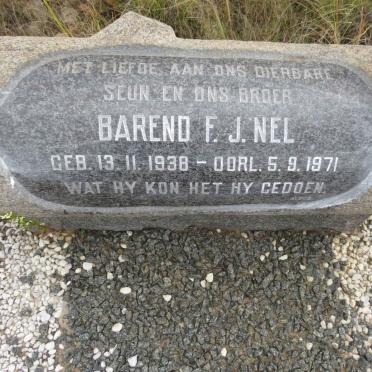 MET LIEFDE AAN ONS DIERBARE
SEUN EN ONS BROER
BAREND F. J. NEL
GEB. 13. 11. 1938 - OORL. 5. 9. 1971
WAT HY KON HET HY GEDOEN.